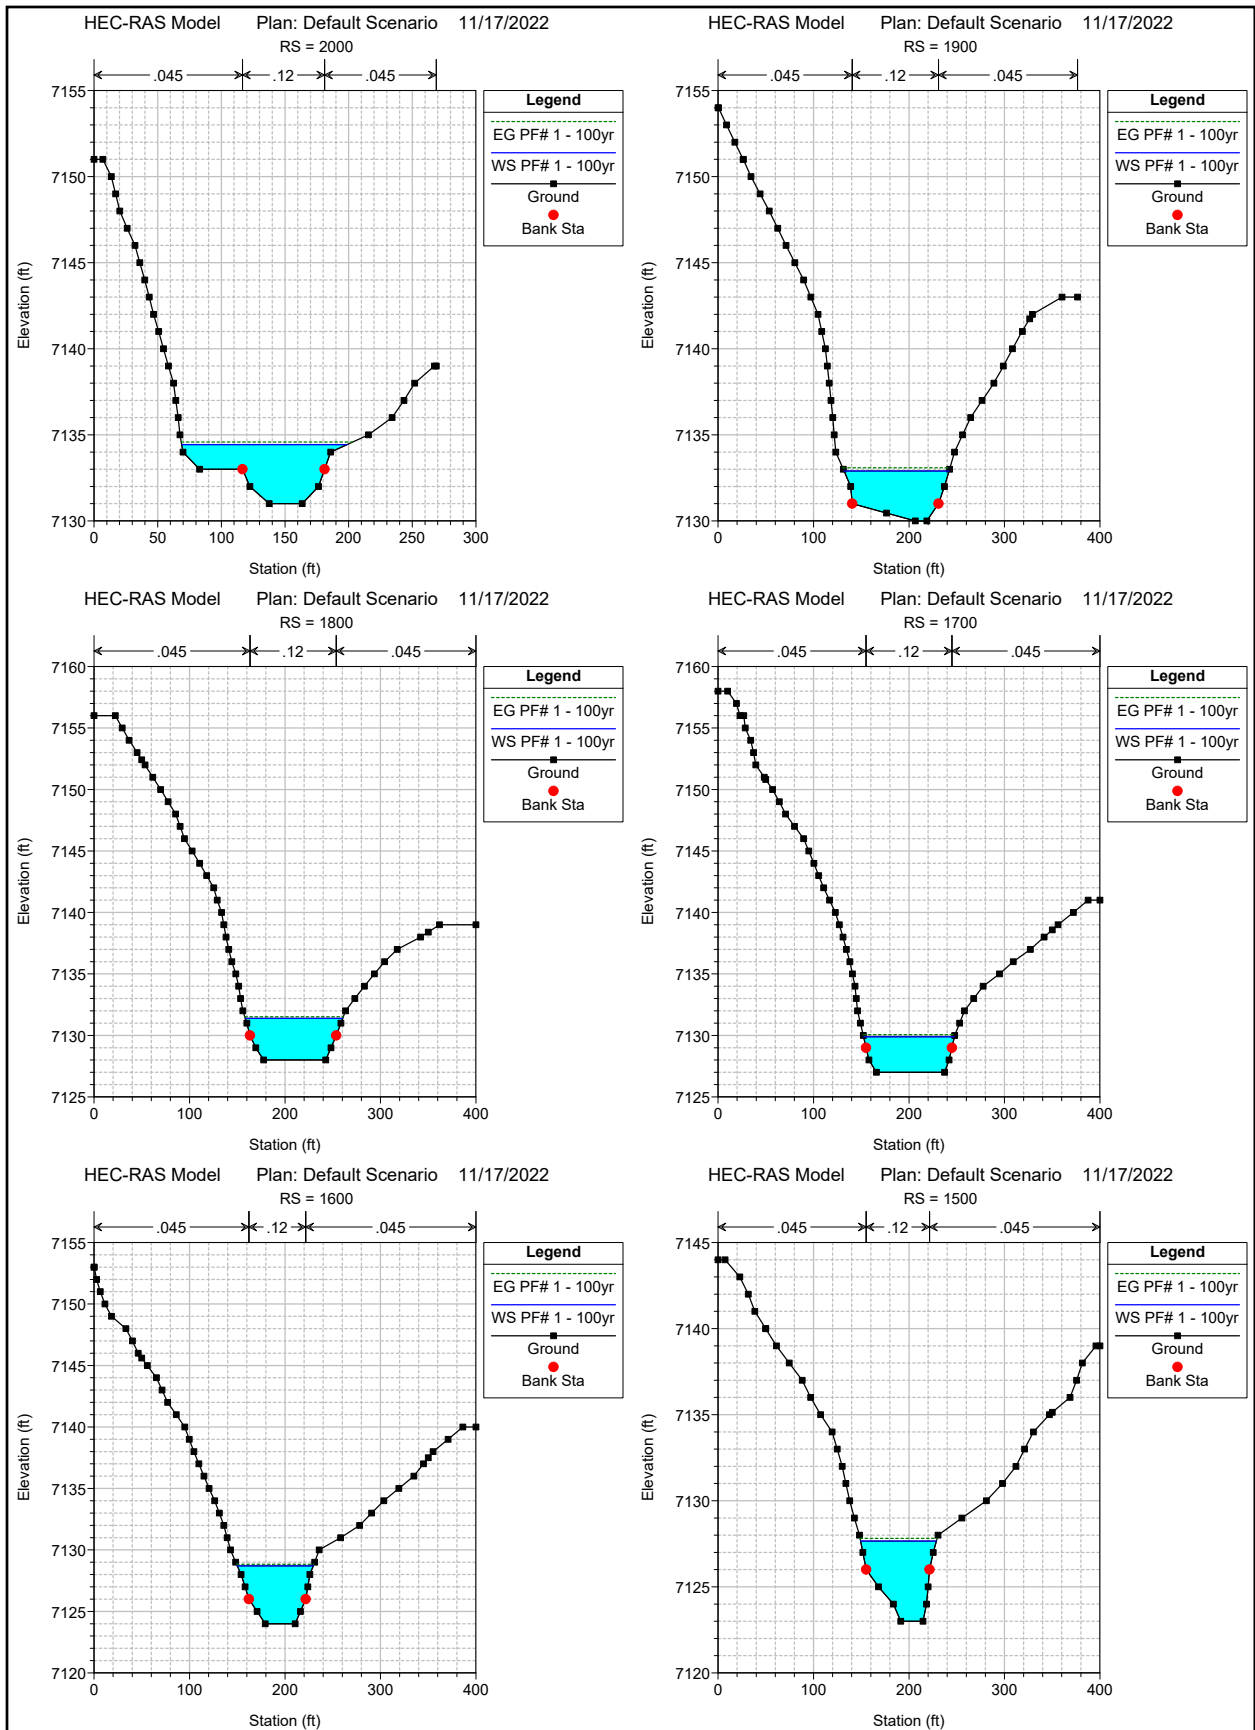 HEC-RAS Model Plan: Default Scenario 11/17/2022
RS = 2000
.045 .12 .045
7155
7150
7145
7140
7135
7130
0 50 100 150 200 250 300
Elevation (ft)
Station (ft)
Legend
EG PF# 1 - 100yr
WS PF# 1 - 100yr
Ground
Bank Sta
HEC-RAS Model Plan: Default Scenario 11/17/2022
RS = 1900
.045 .12 .045
7155
7150
7145
7140
7135
7130
0 100 200 300 400
Elevation (ft)
Station (ft)
Legend
EG PF# 1 - 100yr
WS PF# 1 - 100yr
Ground
Bank Sta
HEC-RAS Model Plan: Default Scenario 11/17/2022
RS = 1800
.045 .12 .045
7160
7155
7150
7145
7140
7135
7130
7125
0 100 200 300 400
Elevation (ft)
Station (ft)
Legend
EG PF# 1 - 100yr
WS PF# 1 - 100yr
Ground
Bank Sta
HEC-RAS Model Plan: Default Scenario 11/17/2022
RS = 1700
.045 .12 .045
7160
7155
7150
7145
7140
7135
7130
7125
0 100 200 300 400
Elevation (ft)
Station (ft)
Legend
EG PF# 1 - 100yr
WS PF# 1 - 100yr
Ground
Bank Sta
HEC-RAS Model Plan: Default Scenario 11/17/2022
RS = 1600
.045 .12 .045
7155
7150
7145
7140
7135
7130
7125
7120
0 100 200 300 400
Elevation (ft)
Station (ft)
Legend
EG PF# 1 - 100yr
WS PF# 1 - 100yr
Ground
Bank Sta
HEC-RAS Model Plan: Default Scenario 11/17/2022
RS = 1500
.045 .12 .045
7145
7140
7135
7130
7125
7120
0 100 200 300 400
Elevation (ft)
Station (ft)
Legend
EG PF# 1 - 100yr
WS PF# 1 - 100yr
Ground
Bank Sta